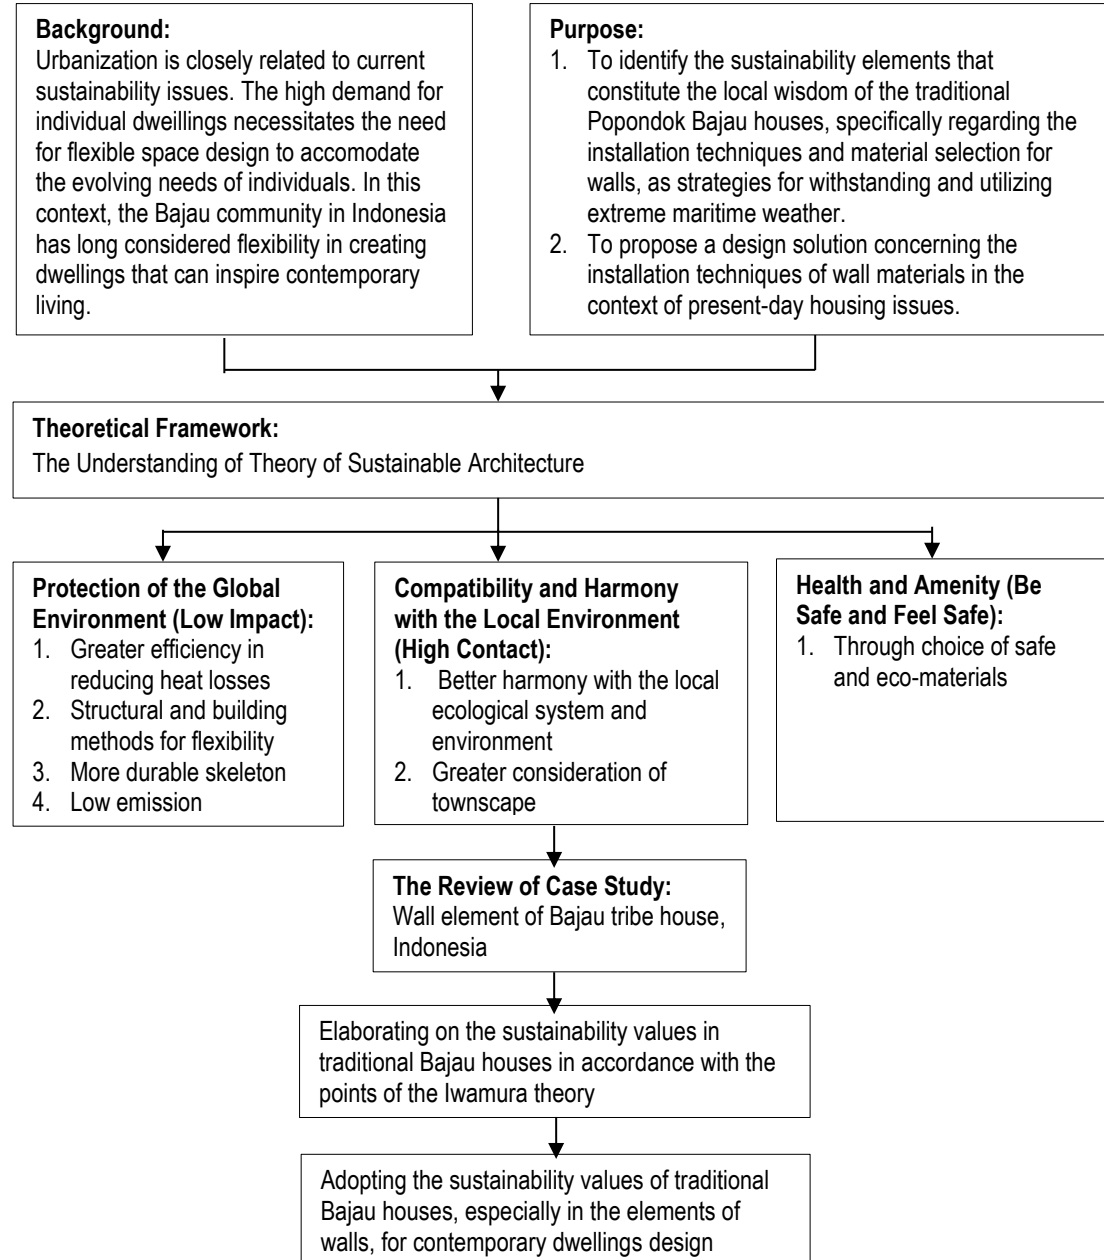 Background:
Urbanization is closely related to current
sustainability issues. The high demand for
individual dweillings necessitates the need
for flexible space design to accomodate
the evolving needs of individuals. In this
context, the Bajau community in Indonesia
has long considered flexibility in creating
dwellings that can inspire contemporary
living.
Purpose:
1. To identify the sustainability elements that
constitute the local wisdom of the traditional
Popondok Bajau houses, specifically regarding the
installation techniques and material selection for
walls, as strategies for withstanding and utilizing
extreme maritime weather.
2. To propose a design solution concerning the
installation techniques of wall materials in the
context of present-day housing issues.
Theoretical Framework:
The Understanding of Theory of Sustainable Architecture
Protection of the Global
Environment (Low Impact):
1. Greater efficiency in
reducing heat losses
2. Structural and building
methods for flexibility
3. More durable skeleton
4. Low emission
Compatibility and Harmony
with the Local Environment
(High Contact):
1. Better harmony with the local
ecological system and
environment
2. Greater consideration of
townscape
Health and Amenity (Be
Safe and Feel Safe):
1. Through choice of safe
and eco-materials
The Review of Case Study:
Wall element of Bajau tribe house,
Indonesia
Elaborating on the sustainability values in
traditional Bajau houses in accordance with the
points of the Iwamura theory
Adopting the sustainability values of traditional
Bajau houses, especially in the elements of
walls, for contemporary dwellings design